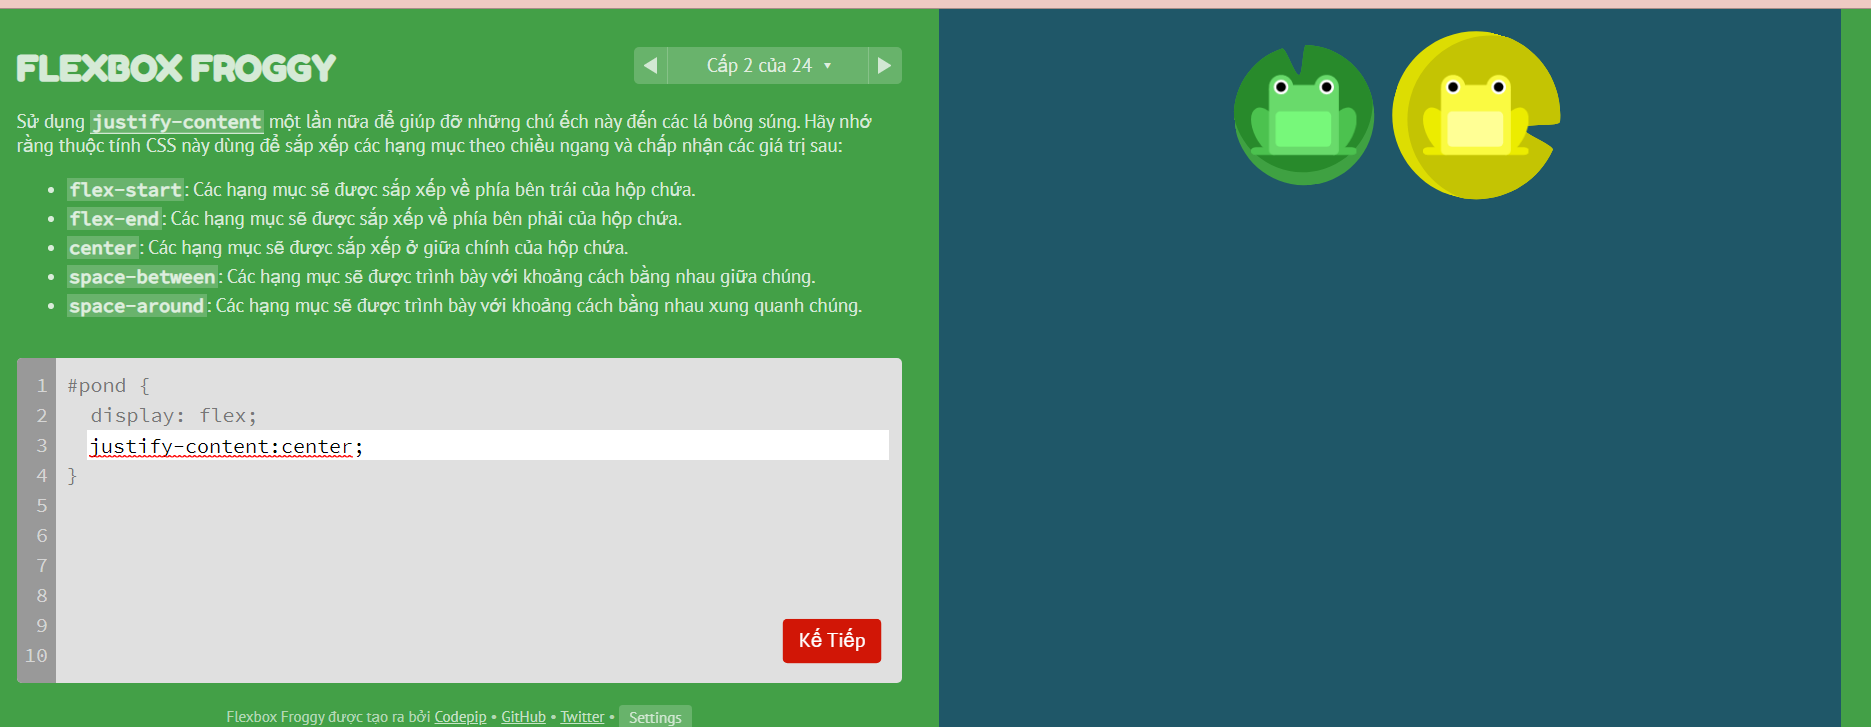 FLEXBOX FROGGY
Cấp 2 của 24 ▼
Sử dụng justify-content một lần nữa để giúp đỡ những chú ếch này đến các lá bông súng. Hãy nhớ
rằng thuộc tính CSS này dùng để sắp xếp các hạng mục theo chiều ngang và chấp nhận các giá trị sau:
• flex-start: Các hạng mục sẽ được sắp xếp về phía bên trái của hộp chứa.
• flex-end: Các hạng mục sẽ được sắp xếp về phía bên phải của hộp chứa.
• center: Các hạng mục sẽ được sắp xếp ở giữa chính của hộp chứa.
• space-between: Các hạng mục sẽ được trình bày với khoảng cách bằng nhau giữa chúng.
• space-around: Các hạng mục sẽ được trình bày với khoảng cách bằng nhau xung quanh chúng.
1 #pond {
2 display: flex;
3 justify-content:center;
4 }
5
6
7
8
9
10
Kế Tiếp
Flexbox Froggy được tạo ra bởi Codepip • GitHub • Twitter • Settings